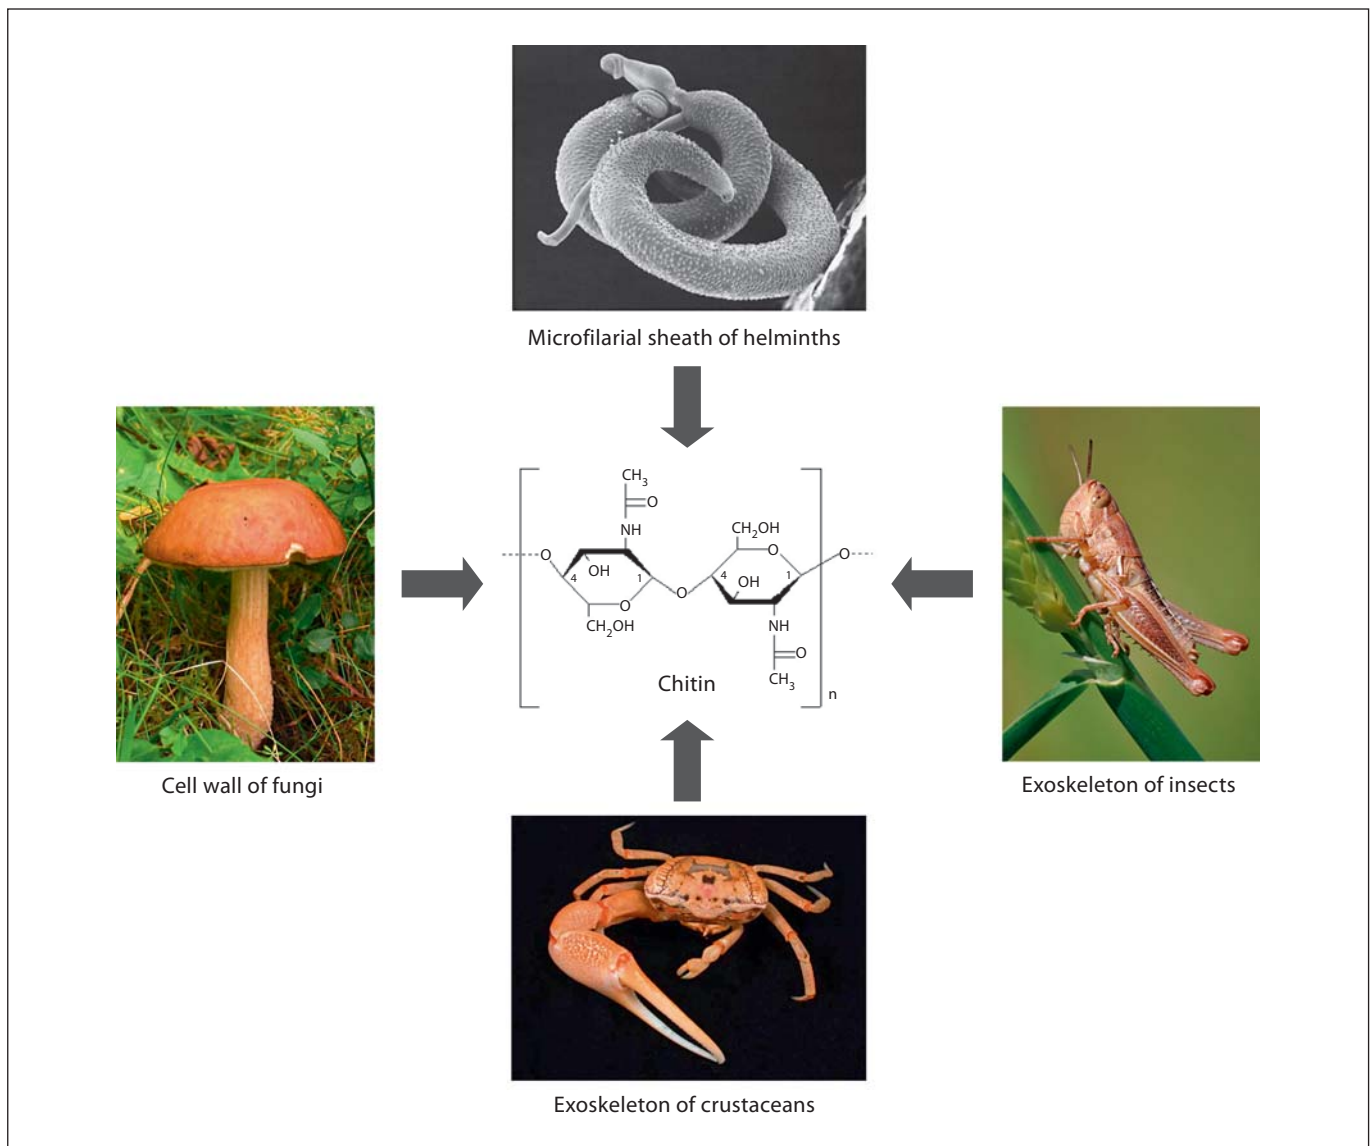 Microfilarial sheath of helminths
CH3
O
NH
CH2OH
O
O
OH
4
1
O
4
OH
1
O
O
CH2OH
NH
O
CH3
Chitin
n
Cell wall of fungi
Exoskeleton of insects
Exoskeleton of crustaceans